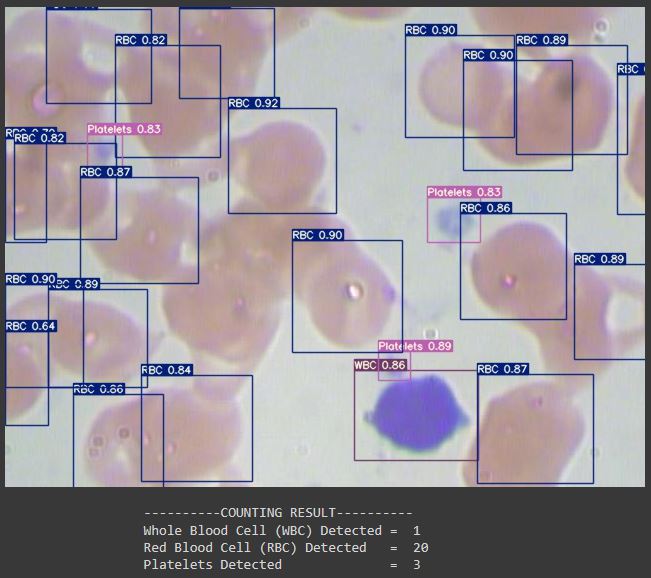 RBC 0.82
RBC 0.92
RBC 0.82
Platelets 0.83
RBC 0.87
RBC 0.90
RBC 0.89
RBC 0.90
RBC
Platelets 0.83
RBC 0.86
RBC 0.90
RBC 0.89
RBC 0.90
RBC 0.89
RBC 0.64
Platelets 0.89
WBC 0.86
RBC 0.84
RBC 0.86
RBC 0.87
----------COUNTING RESULT----------
Whole Blood Cell (WBC) Detected = 1
Red Blood Cell (RBC) Detected = 20
Platelets Detected = 3